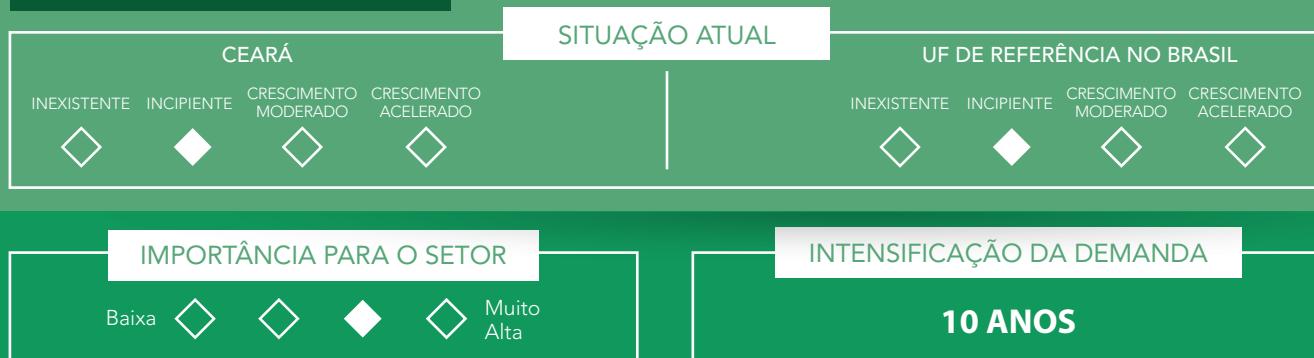 SITUAÇÃO ATUAL
CEARÁ
INEXISTENTE
INCIPIENTE
CRESCIMENTO
MODERADO
CRESCIMENTO
ACELERADO
UF DE REFERÊNCIA NO BRASIL
INEXISTENTE
INCIPIENTE
CRESCIMENTO
MODERADO
CRESCIMENTO
ACELERADO
IMPORTÂNCIA PARA O SETOR
Baixa
Muito
Alta
INTENSIFICAÇÃO DA DEMANDA
10 ANOS